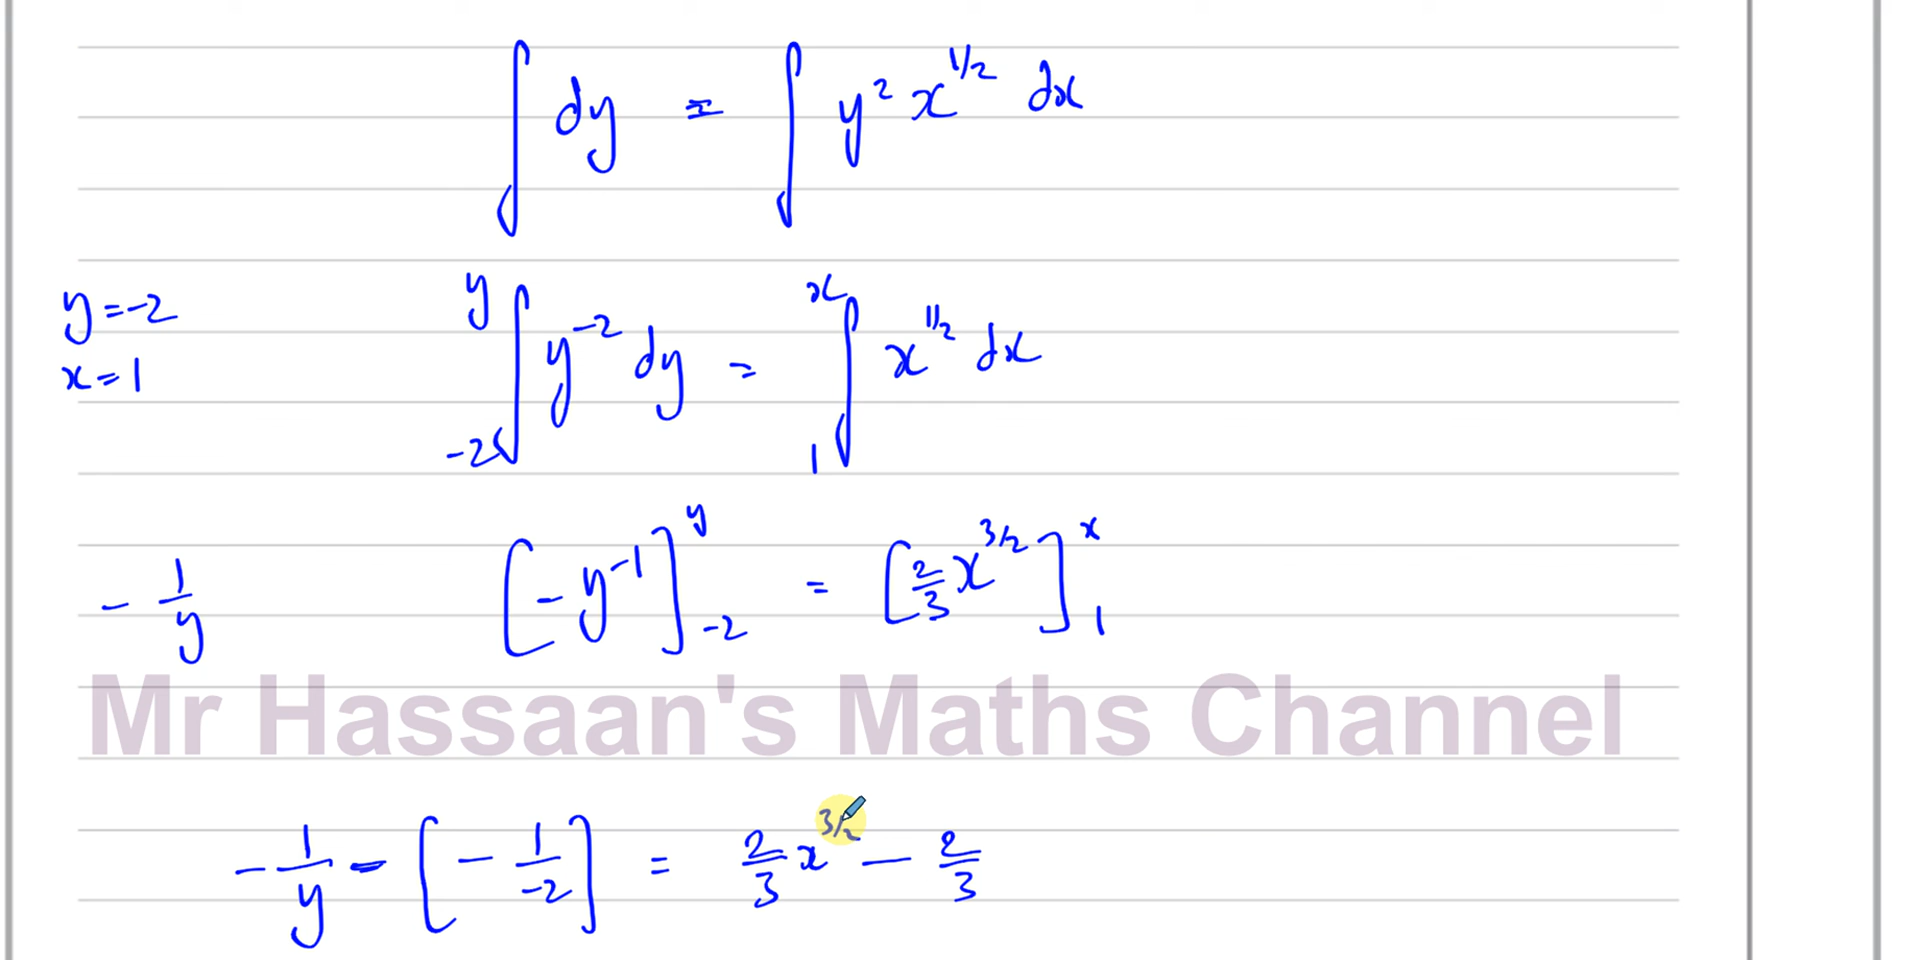 ∫ dy = ∫ y² x^{1/2} dx
y = -2
x = 1
∫_{-2}^{y} y^{-2} dy = ∫_{1}^{x} x^{1/2} dx
- 1/y
[-y^{-1}]_{-2}^{y} = [2/3 x^{3/2}]_{1}^{x}
Mr Hassaan's Maths Channel
- 1/y - [- 1/-2] = 2/3 x^{3/2} - 2/3